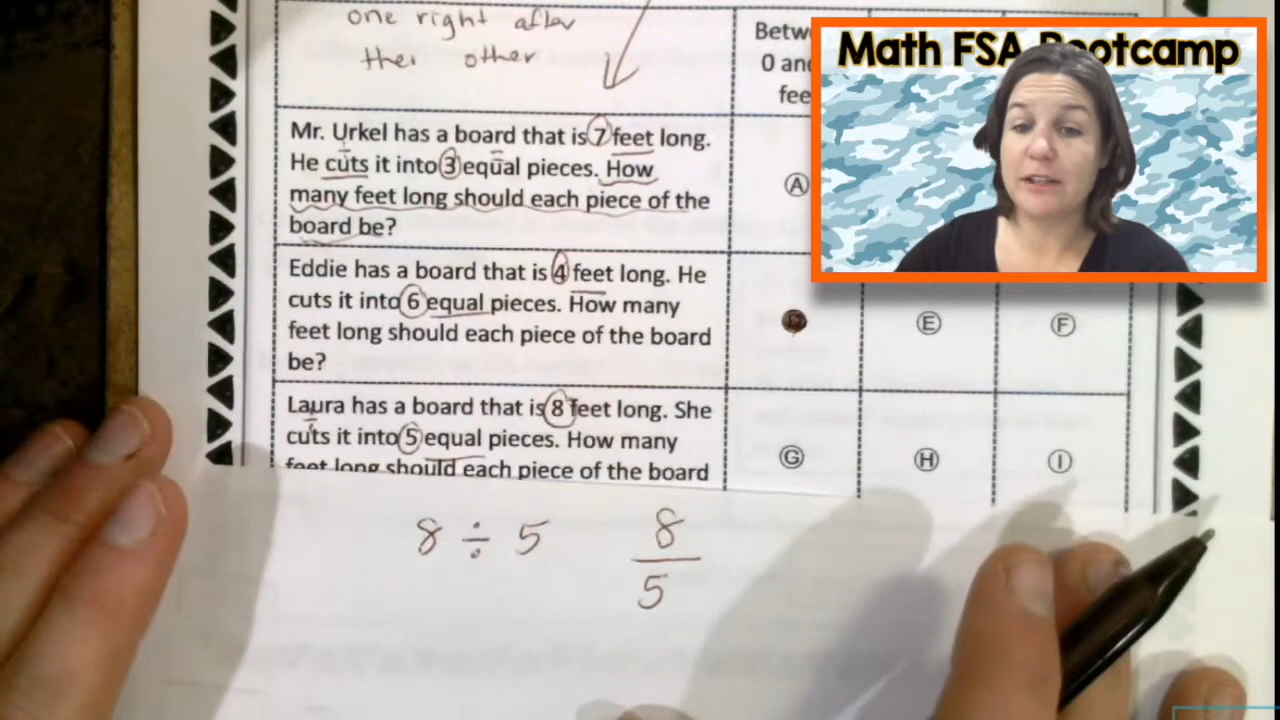 one right after
thei other
Betw
0 and
fee
Math FSA Bootcamp
Mr. Urkel has a board that is 7 feet long.
He cuts it into 3 equal pieces. How
many feet long should each piece of the
board be?
A
Eddie has a board that is 4 feet long. He
cuts it into 6 equal pieces. How many
feet long should each piece of the board
be?
E F
Laura has a board that is 8 feet long. She
cuts it into 5 equal pieces. How many
feet long should each piece of the board
G H I
8 ÷ 5
8
5